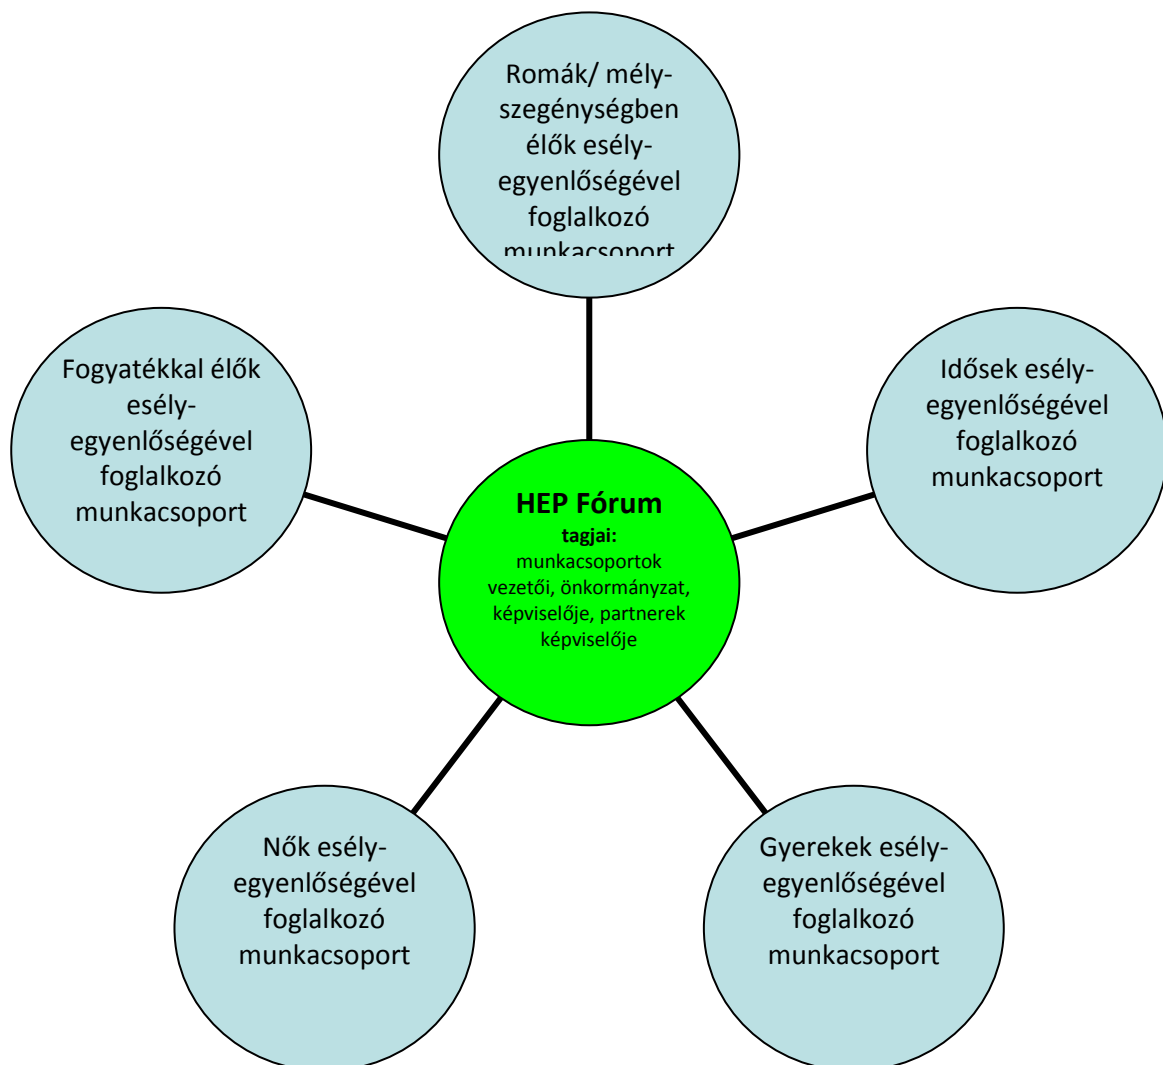 Romák/ mély-
szegénységben
élők esély-
egyenlőségével
foglalkozó
munkacsoport
Fogyatékkal élők
esély-
egyenlőségével
foglalkozó
munkacsoport
Idősek esély-
egyenlőségével
foglalkozó
munkacsoport
HEP Fórum
tagjai:
munkacsoportok
vezetői, önkormányzat,
képviselője, partnerek
képviselője
Nők esély-
egyenlőségével
foglalkozó
munkacsoport
Gyerekek esély-
egyenlőségével
foglalkozó
munkacsoport